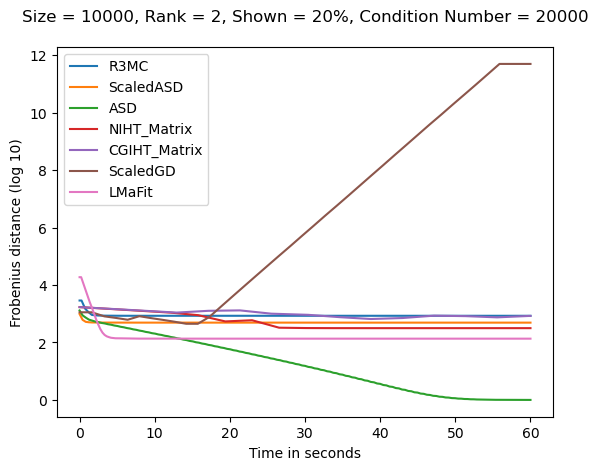 Size = 10000, Rank = 2, Shown = 20%, Condition Number = 20000
12
10
8
6
4
2
0
Frobenius distance (log 10)
R3MC
ScaledASD
ASD
NIHT_Matrix
CGIHT_Matrix
ScaledGD
LMaFit
0 10 20 30 40 50 60
Time in seconds